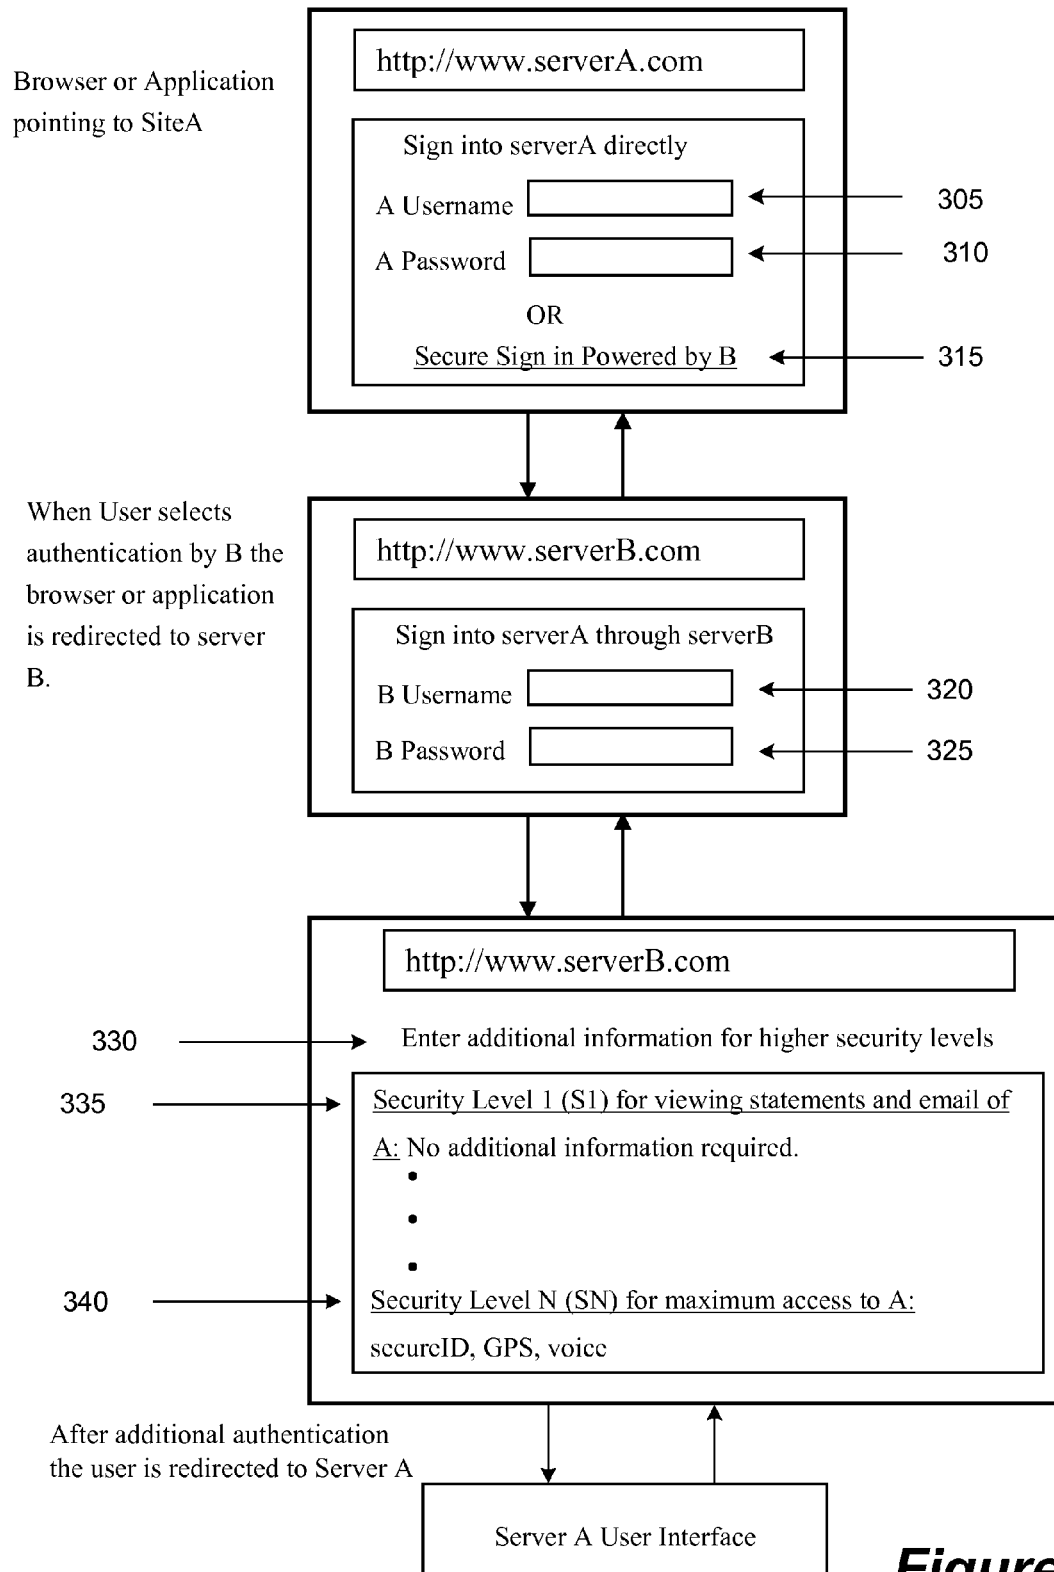 http://www.serverA.com
Browser or Application
pointing to SiteA
Sign into serverA directly
A Username
305
A Password
310
OR
Secure Sign in Powered by B
315
When User selects
authentication by B the
browser or application
is redirected to server
B.
http://www.serverB.com
Sign into serverA through serverB
B Username
320
B Password
325
http://www.serverB.com
330
Enter additional information for higher security levels
335
Security Level 1 (S1) for viewing statements and email of
A: No additional information required.
340
Security Level N (SN) for maximum access to A:
secureID, GPS, voice
After additional authentication
the user is redirected to Server A
Server A User Interface
Figure